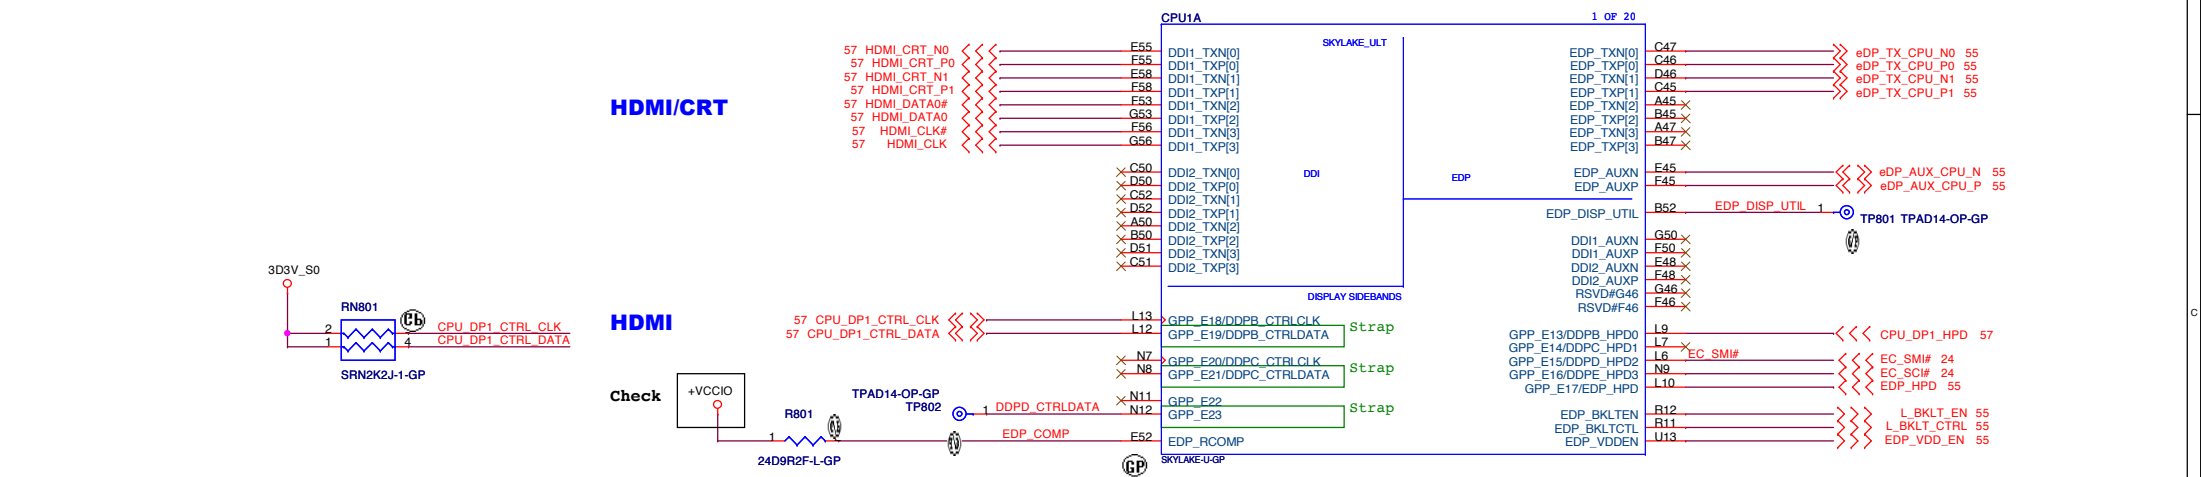 CPU1A
1 OF 20
SKYLAKE_ULT
HDMI/CRT
57 HDMI_CRT_N0
57 HDMI_CRT_P0
57 HDMI_CRT_N1
57 HDMI_CRT_P1
57 HDMI_DATA0#
57 HDMI_DATA0
57 HDMI_CLK#
57 HDMI_CLK
E55 DDI1_TXN[0]
F55 DDI1_TXP[0]
E58 DDI1_TXN[1]
F58 DDI1_TXP[1]
F53 DDI1_TXN[2]
G53 DDI1_TXP[2]
F56 DDI1_TXN[3]
G56 DDI1_TXP[3]
C50 DDI2_TXN[0]
D50 DDI2_TXP[0]
C52 DDI2_TXN[1]
D52 DDI2_TXP[1]
A50 DDI2_TXN[2]
B50 DDI2_TXP[2]
D51 DDI2_TXN[3]
C51 DDI2_TXP[3]
DDI
EDP
EDP_TXN[0] C47 eDP_TX_CPU_N0 55
EDP_TXP[0] C46 eDP_TX_CPU_P0 55
EDP_TXN[1] D46 eDP_TX_CPU_N1 55
EDP_TXP[1] C45 eDP_TX_CPU_P1 55
EDP_TXN[2] A45
EDP_TXP[2] B45
EDP_TXN[3] A47
EDP_TXP[3] B47
EDP_AUXN E45 eDP_AUX_CPU_N 55
EDP_AUXP F45 eDP_AUX_CPU_P 55
EDP_DISP_UTIL B52 EDP_DISP_UTIL 1 TP801 TPAD14-OP-GP
DDI1_AUXN G50
DDI1_AUXP F50
DDI2_AUXN E48
DDI2_AUXP F48
RSVD#G46 G46
RSVD#F46 F46
DISPLAY SIDEBANDS
3D3V_S0
RN801
2 CPU_DP1_CTRL_CLK
1 4 CPU_DP1_CTRL_DATA
SRN2K2J-1-GP
HDMI
57 CPU_DP1_CTRL_CLK L13 GPP_E18/DDPB_CTRLCLK
57 CPU_DP1_CTRL_DATA L12 GPP_E19/DDPB_CTRLDATA
Strap
N7 GPP_E20/DDPC_CTRLCLK
N8 GPP_E21/DDPC_CTRLDATA
Strap
N11 GPP_E22
N12 GPP_E23
Strap
GPP_E13/DDPB_HPD0 L9 CPU_DP1_HPD 57
GPP_E14/DDPC_HPD1 L7
GPP_E15/DDPD_HPD2 L6 EC_SMI# EC_SMI# 24
GPP_E16/DDPE_HPD3 N9 EC_SCI# 24
GPP_E17/EDP_HPD L10 EDP_HPD 55
EDP_BKLTEN R12 L_BKLT_EN 55
EDP_BKLTCTL R11 L_BKLT_CTRL 55
EDP_VDDEN U13 EDP_VDD_EN 55
Check
+VCCIO
TPAD14-OP-GP
TP802
1 DDPD_CTRLDATA
R801
1
24D9R2F-L-GP
EDP_COMP E52 EDP_RCOMP
GP
SKYLAKE-U-GP
C